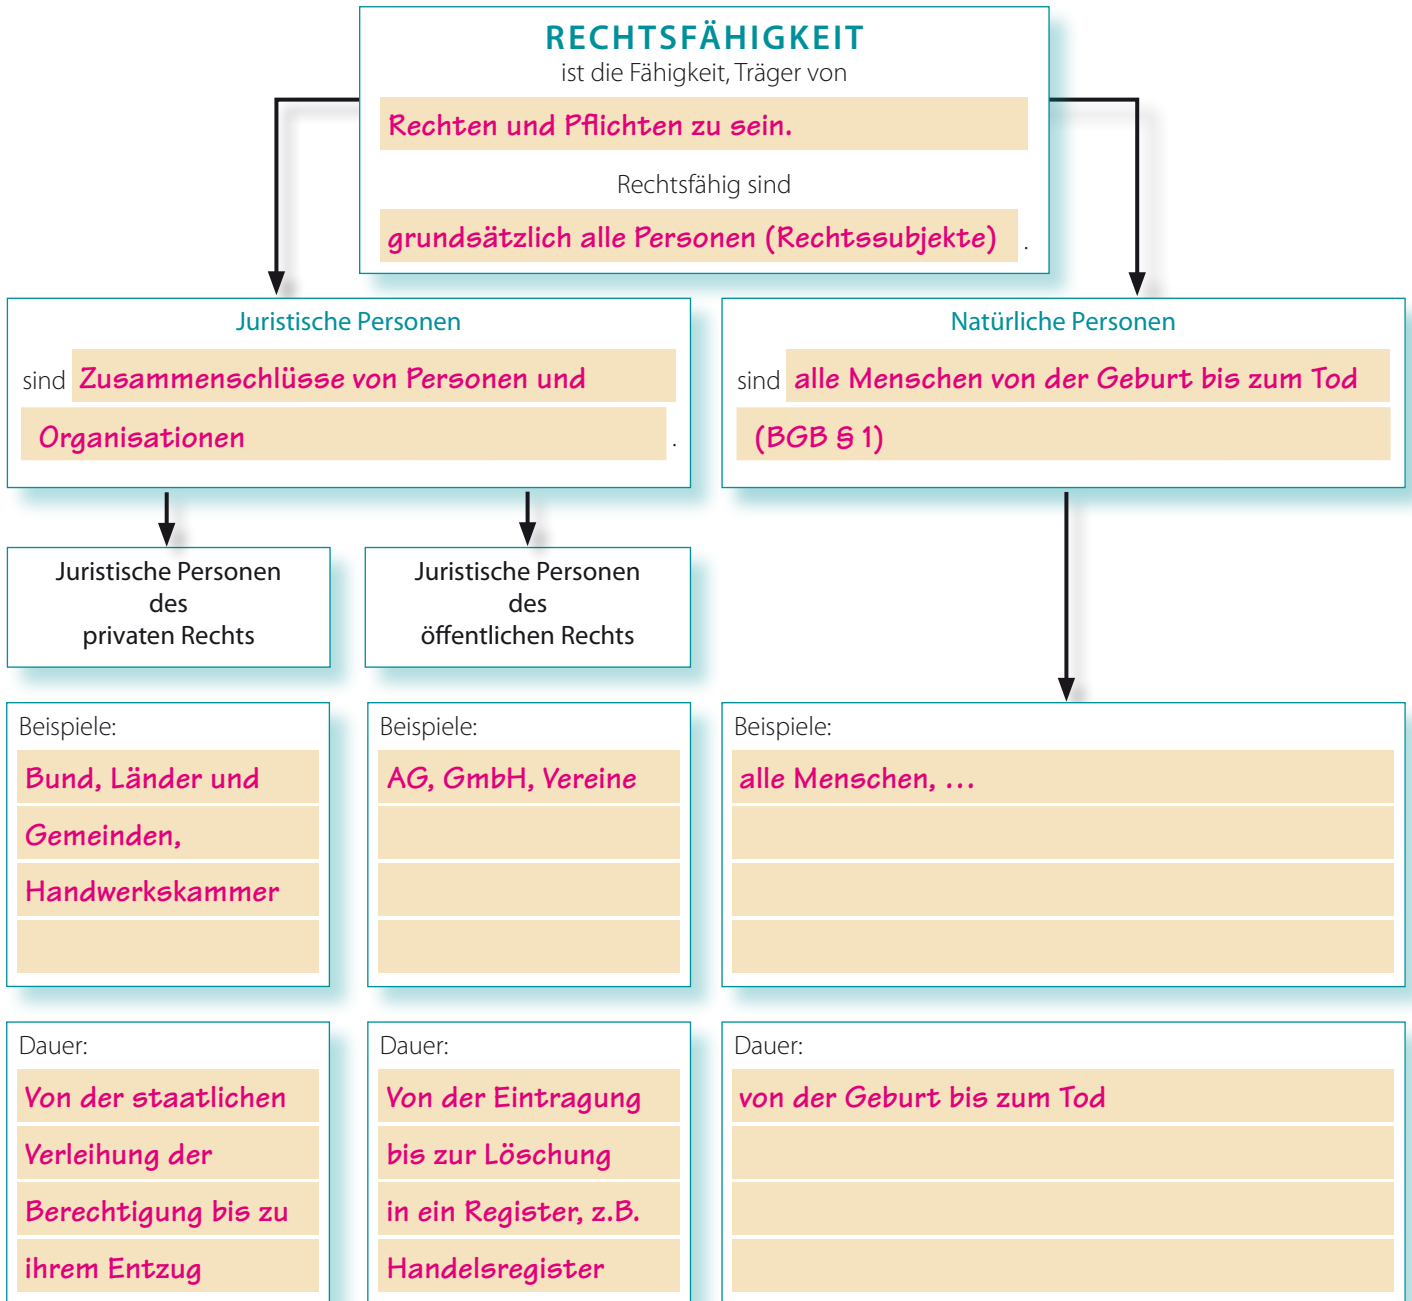 RECHTSFÄHIGKEIT
ist die Fähigkeit, Träger von
Rechten und Pflichten zu sein.
Rechtsfähig sind
grundsätzlich alle Personen (Rechtssubjekte) .
Juristische Personen
sind Zusammenschlüsse von Personen und
Organisationen .
Natürliche Personen
sind alle Menschen von der Geburt bis zum Tod
(BGB § 1)
Juristische Personen
des
privaten Rechts
Juristische Personen
des
öffentlichen Rechts
Beispiele:
Bund, Länder und
Gemeinden,
Handwerkskammer
Beispiele:
AG, GmbH, Vereine
Beispiele:
alle Menschen, ...
Dauer:
Von der staatlichen
Verleihung der
Berechtigung bis zu
ihrem Entzug
Dauer:
Von der Eintragung
bis zur Löschung
in ein Register, z.B.
Handelsregister
Dauer:
von der Geburt bis zum Tod